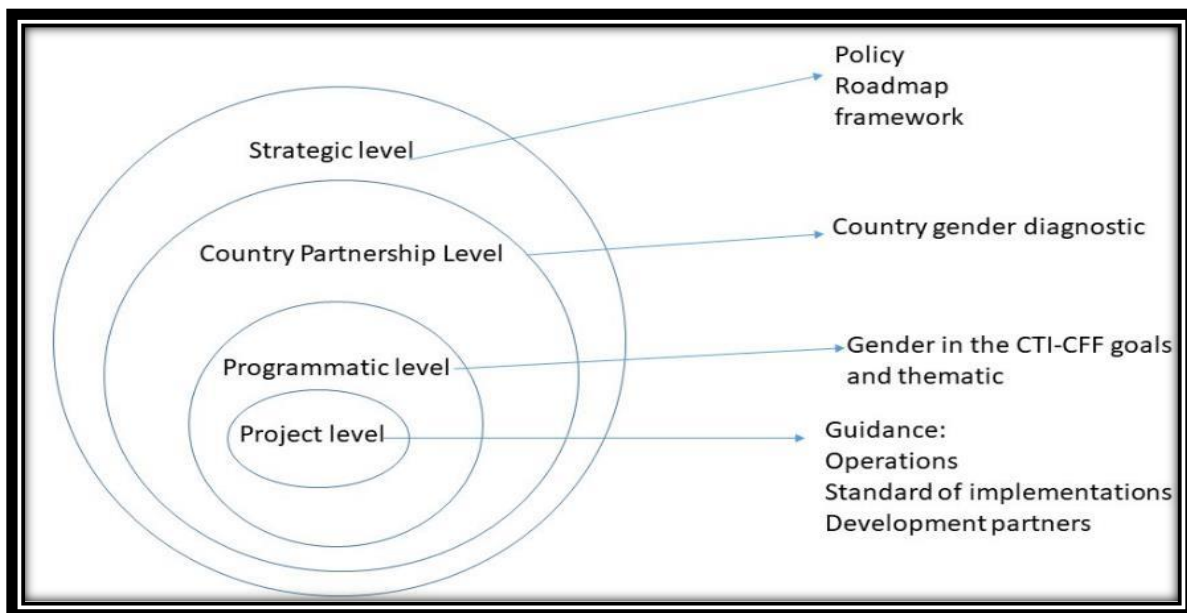 Policy
Roadmap
framework
Strategic level
Country gender diagnostic
Country Partnership Level
Gender in the CTI-CFF goals
and thematic
Programmatic level
Guidance:
Operations
Standard of implementations
Development partners
Project level